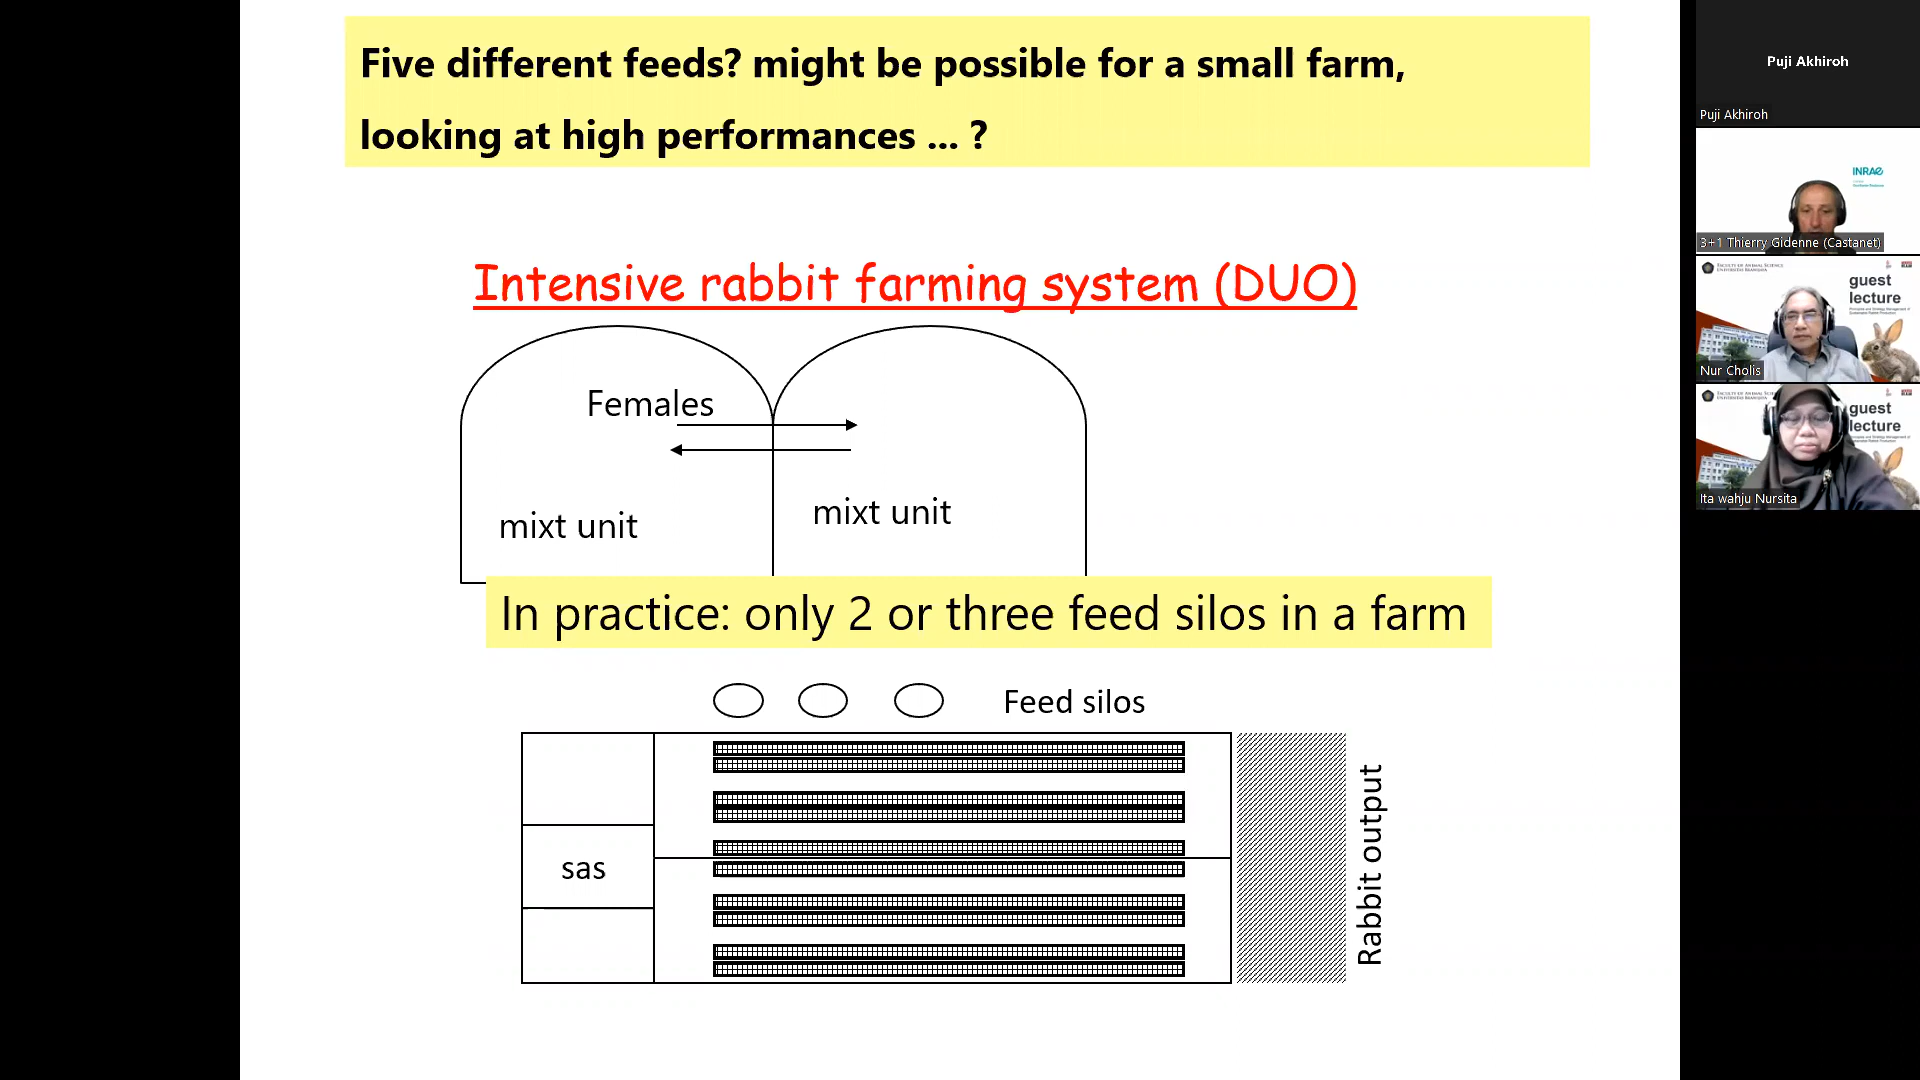 Five different feeds? might be possible for a small farm,
looking at high performances ... ?
Intensive rabbit farming system (DUO)
Females
mixt unit
mixt unit
In practice: only 2 or three feed silos in a farm
Feed silos
sas
Rabbit output
Puji Akhiroh
Puji Akhiroh
INRAE
3+1 Thierry Gidenne (Castanet)
guest
lecture
Nur Cholis
guest
lecture
Ita wahju Nursita